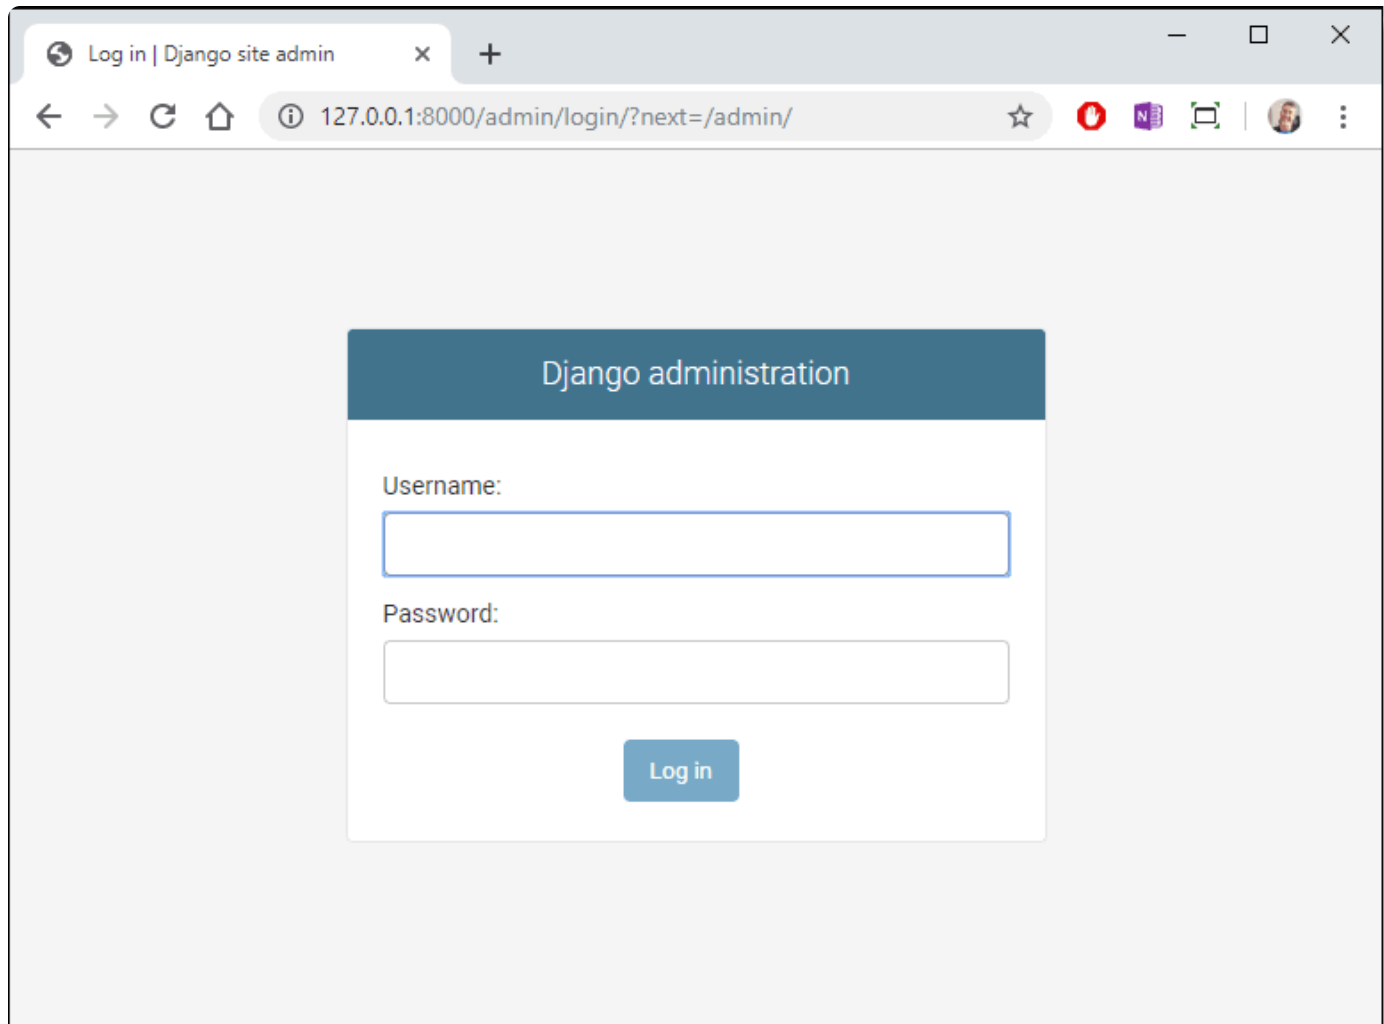 Log in | Django site admin
127.0.0.1:8000/admin/login/?next=/admin/
N
Django administration
Username:
Password:
Log in